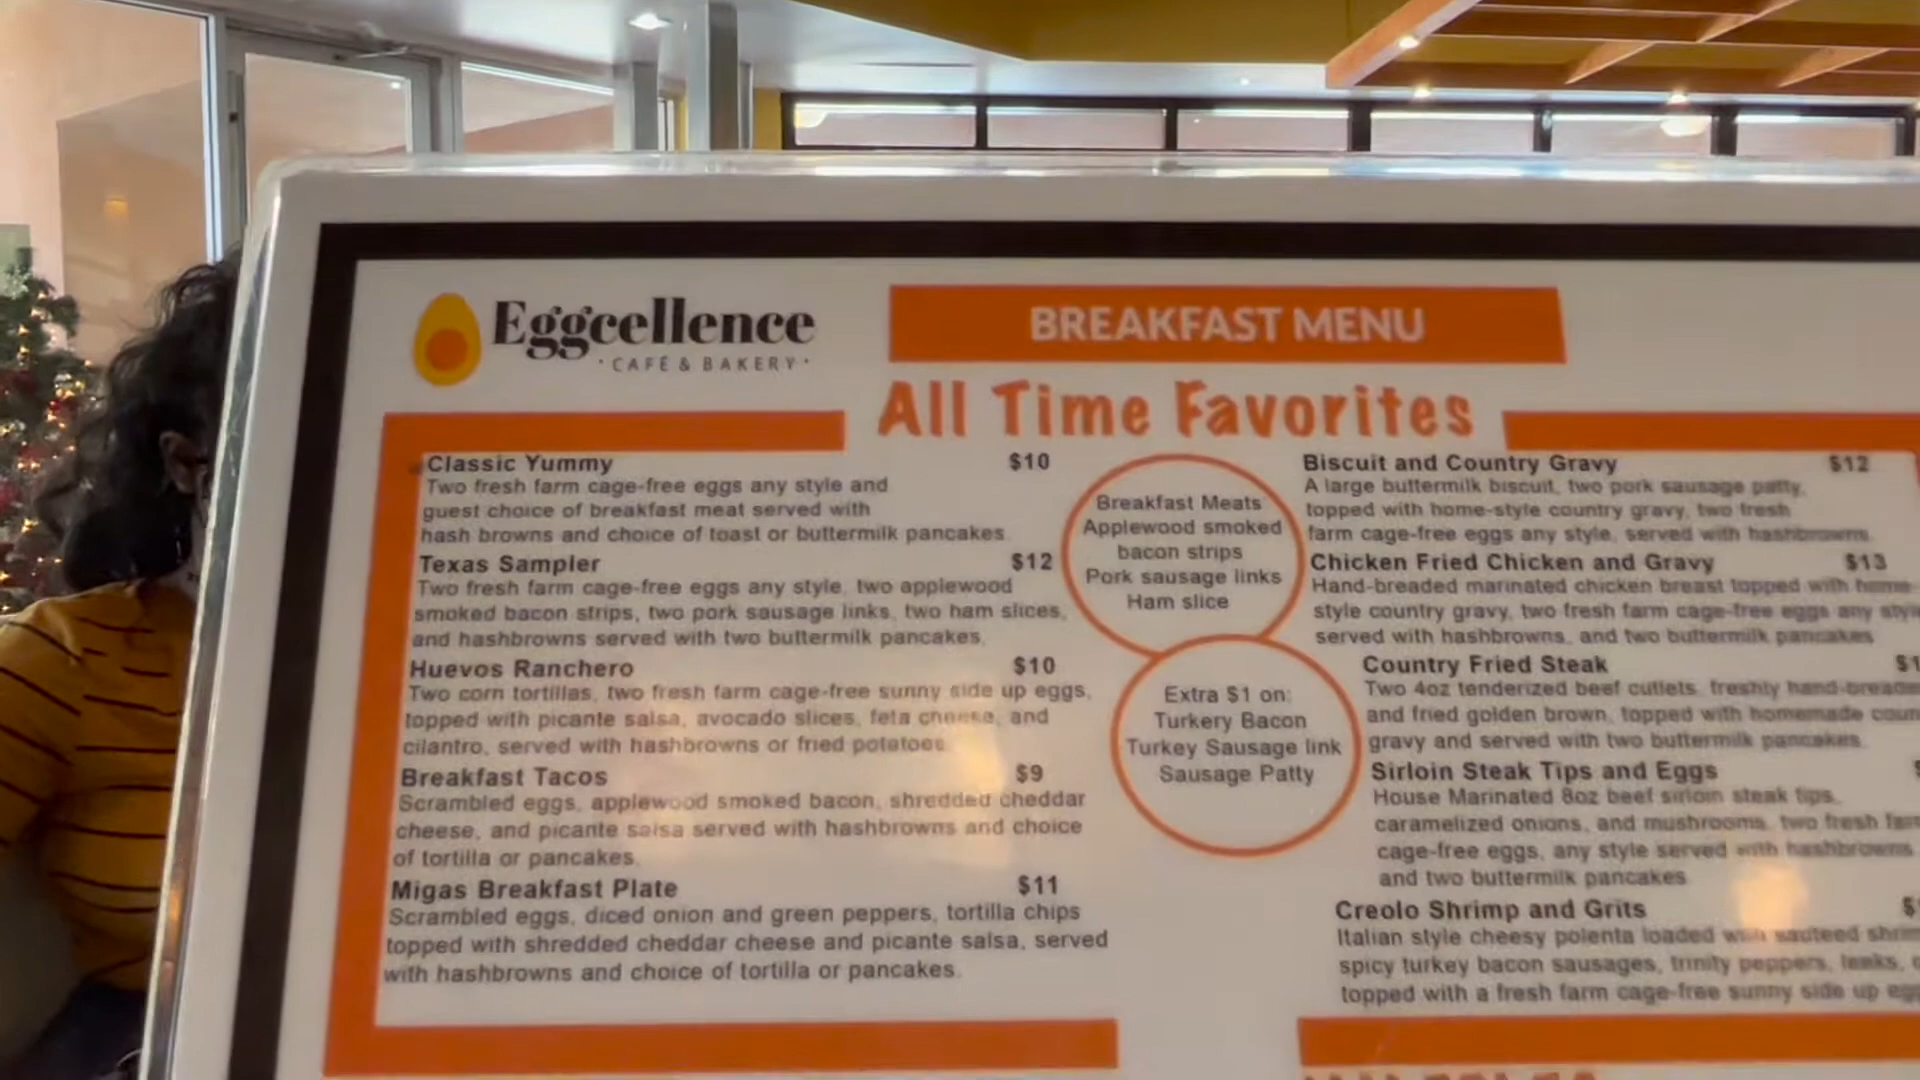 Eggcellence
· CAFÉ & BAKERY ·
BREAKFAST MENU
All Time Favorites
Classic Yummy $10
Two fresh farm cage-free eggs any style and
guest choice of breakfast meat served with
hash browns and choice of toast or buttermilk pancakes.
Texas Sampler $12
Two fresh farm cage-free eggs any style, two applewood
smoked bacon strips, two pork sausage links, two ham slices,
and hashbrowns served with two buttermilk pancakes.
Huevos Ranchero $10
Two corn tortillas, two fresh farm cage-free sunny side up eggs,
topped with picante salsa, avocado slices, feta cheese, and
cilantro, served with hashbrowns or fried potatoes.
Breakfast Tacos $9
Scrambled eggs, applewood smoked bacon, shredded cheddar
cheese, and picante salsa served with hashbrowns and choice
of tortilla or pancakes.
Migas Breakfast Plate $11
Scrambled eggs, diced onion and green peppers, tortilla chips
topped with shredded cheddar cheese and picante salsa, served
with hashbrowns and choice of tortilla or pancakes.
Breakfast Meats
Applewood smoked
bacon strips
Pork sausage links
Ham slice
Extra $1 on:
Turkery Bacon
Turkey Sausage link
Sausage Patty
Biscuit and Country Gravy $12
A large buttermilk biscuit, two pork sausage patty,
topped with home-style country gravy, two fresh
farm cage-free eggs any style, served with hashbrowns.
Chicken Fried Chicken and Gravy $13
Hand-breaded marinated chicken breast topped with home-
style country gravy, two fresh farm cage-free eggs any style
served with hashbrowns, and two buttermilk pancakes
Country Fried Steak
Two 4oz tenderized beef cutlets, freshly
and fried golden brown, topped with homemade
gravy and served with two buttermilk pancakes.
Sirloin Steak Tips and Eggs
House Marinated 8oz beef sirloin steak tips,
caramelized onions, and mushrooms, two fresh
cage-free eggs, any style served with hashbrowns
and two buttermilk pancakes
Creolo Shrimp and Grits
Italian style cheesy polenta loaded with sauteed
spicy turkey bacon sausages, trinity peppers, leaks,
topped with a fresh farm cage-free sunny side up